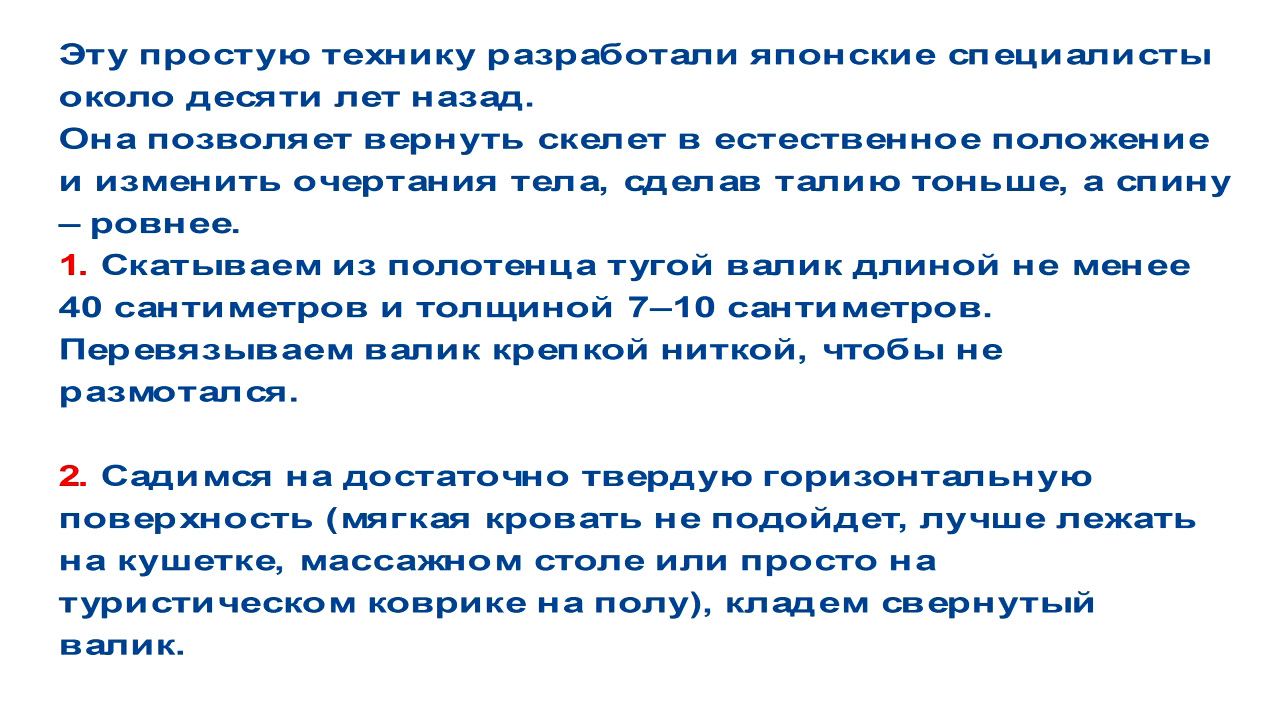 Эту простую технику разработали японские специалисты
около десяти лет назад.
Она позволяет вернуть скелет в естественное положение
и изменить очертания тела, сделав талию тоньше, а спину
– ровнее.
1. Скатываем из полотенца тугой валик длиной не менее
40 сантиметров и толщиной 7–10 сантиметров.
Перевязываем валик крепкой ниткой, чтобы не
размотался.
2. Садимся на достаточно твердую горизонтальную
поверхность (мягкая кровать не подойдет, лучше лежать
на кушетке, массажном столе или просто на
туристическом коврике на полу), кладем свернутый
валик.